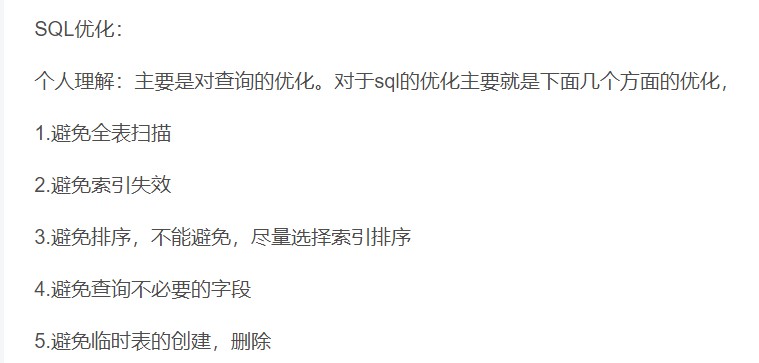 SQL优化：
个人理解：主要是对查询的优化。对于sql的优化主要就是下面几个方面的优化，
1.避免全表扫描
2.避免索引失效
3.避免排序，不能避免，尽量选择索引排序
4.避免查询不必要的字段
5.避免临时表的创建，删除